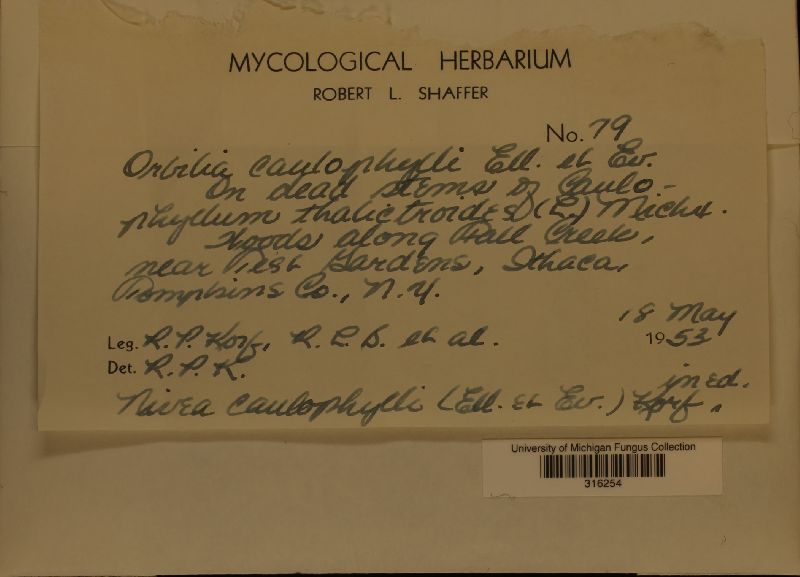 MYCOLOGICAL HERBARIUM
ROBERT L. SHAFFER
No. 79
Orbilia caulophylli Ell. et Ev.
On dead stems of Caulo-
phyllum thalictroides (L.) Michx.
Woods along Fall Creek,
near Test Gardens, Ithaca,
Tompkins Co., N.Y.
18 May
Leg. R.P. Korf, R.L.S. et al. 1953
Det. R.P.K.
in ed.
Nivea caulophylli (Ell. et Ev.) Korf.
University of Michigan Fungus Collection
316254